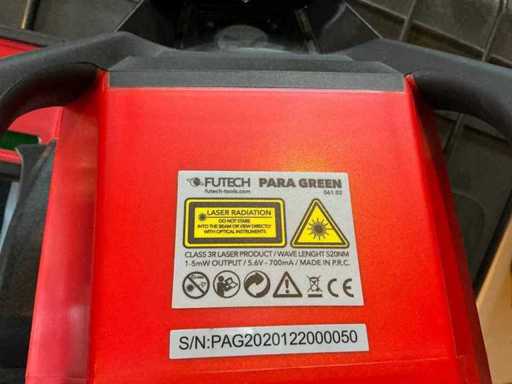 FUTECH PARA GREEN
futech-tools.com 061 02
LASER RADIATION
DO NOT STARE
INTO THE BEAM OR VIEW DIRECTLY
WITH OPTICAL INSTRUMENTS
CLASS 3R LASER PRODUCT / WAVE LENGHT 520NM
1-5mW OUTPUT / 5.6V - 700mA / MADE IN P.R.C.
CE
S/N:PAG2020122000050